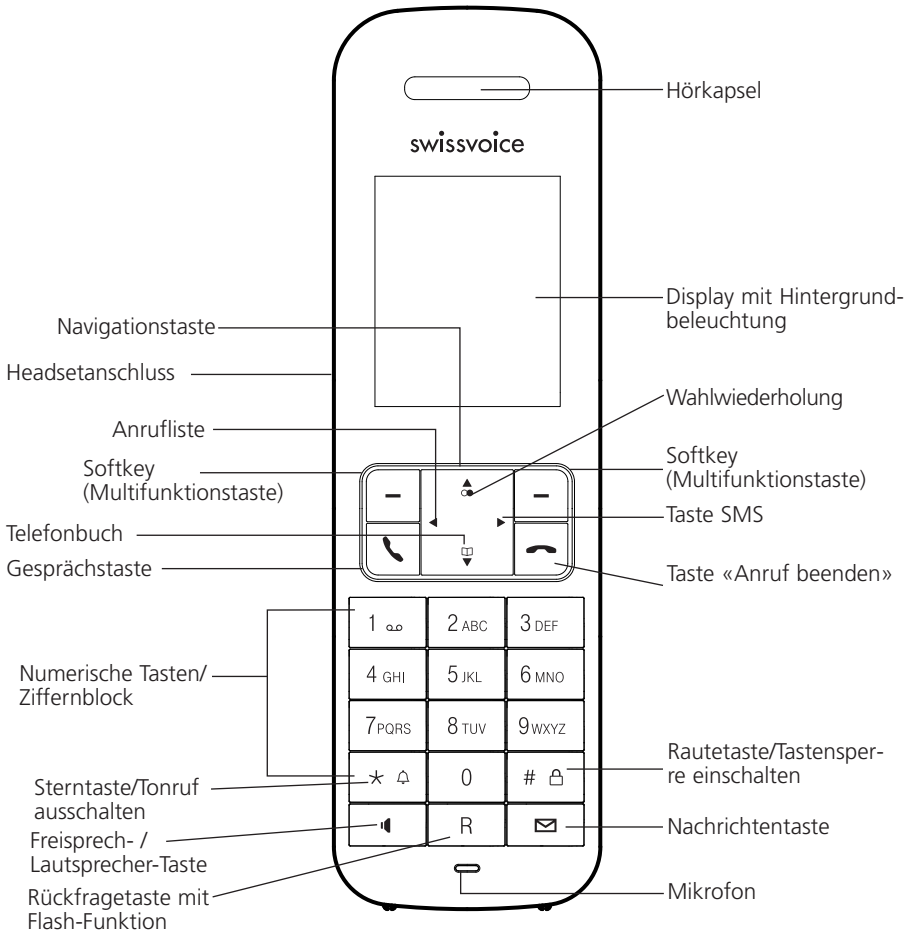 Hörkapsel
swissvoice
Display mit Hintergrund-
beleuchtung
Navigationstaste
Headsetanschluss
Wahlwiederholung
Anrufliste
Softkey
(Multifunktionstaste)
Softkey
(Multifunktionstaste)
Taste SMS
Telefonbuch
Gesprächstaste
Taste «Anruf beenden»
1
2 ABC
3 DEF
4 GHI
5 JKL
6 MNO
7 PQRS
8 TUV
9 WXYZ
* 0 #
R
Numerische Tasten/
Ziffernblock
Rautetaste/Tastensper-
re einschalten
Sterntaste/Tonruf
ausschalten
Freisprech- /
Lautsprecher-Taste
Nachrichtentaste
Rückfragetaste mit
Flash-Funktion
Mikrofon